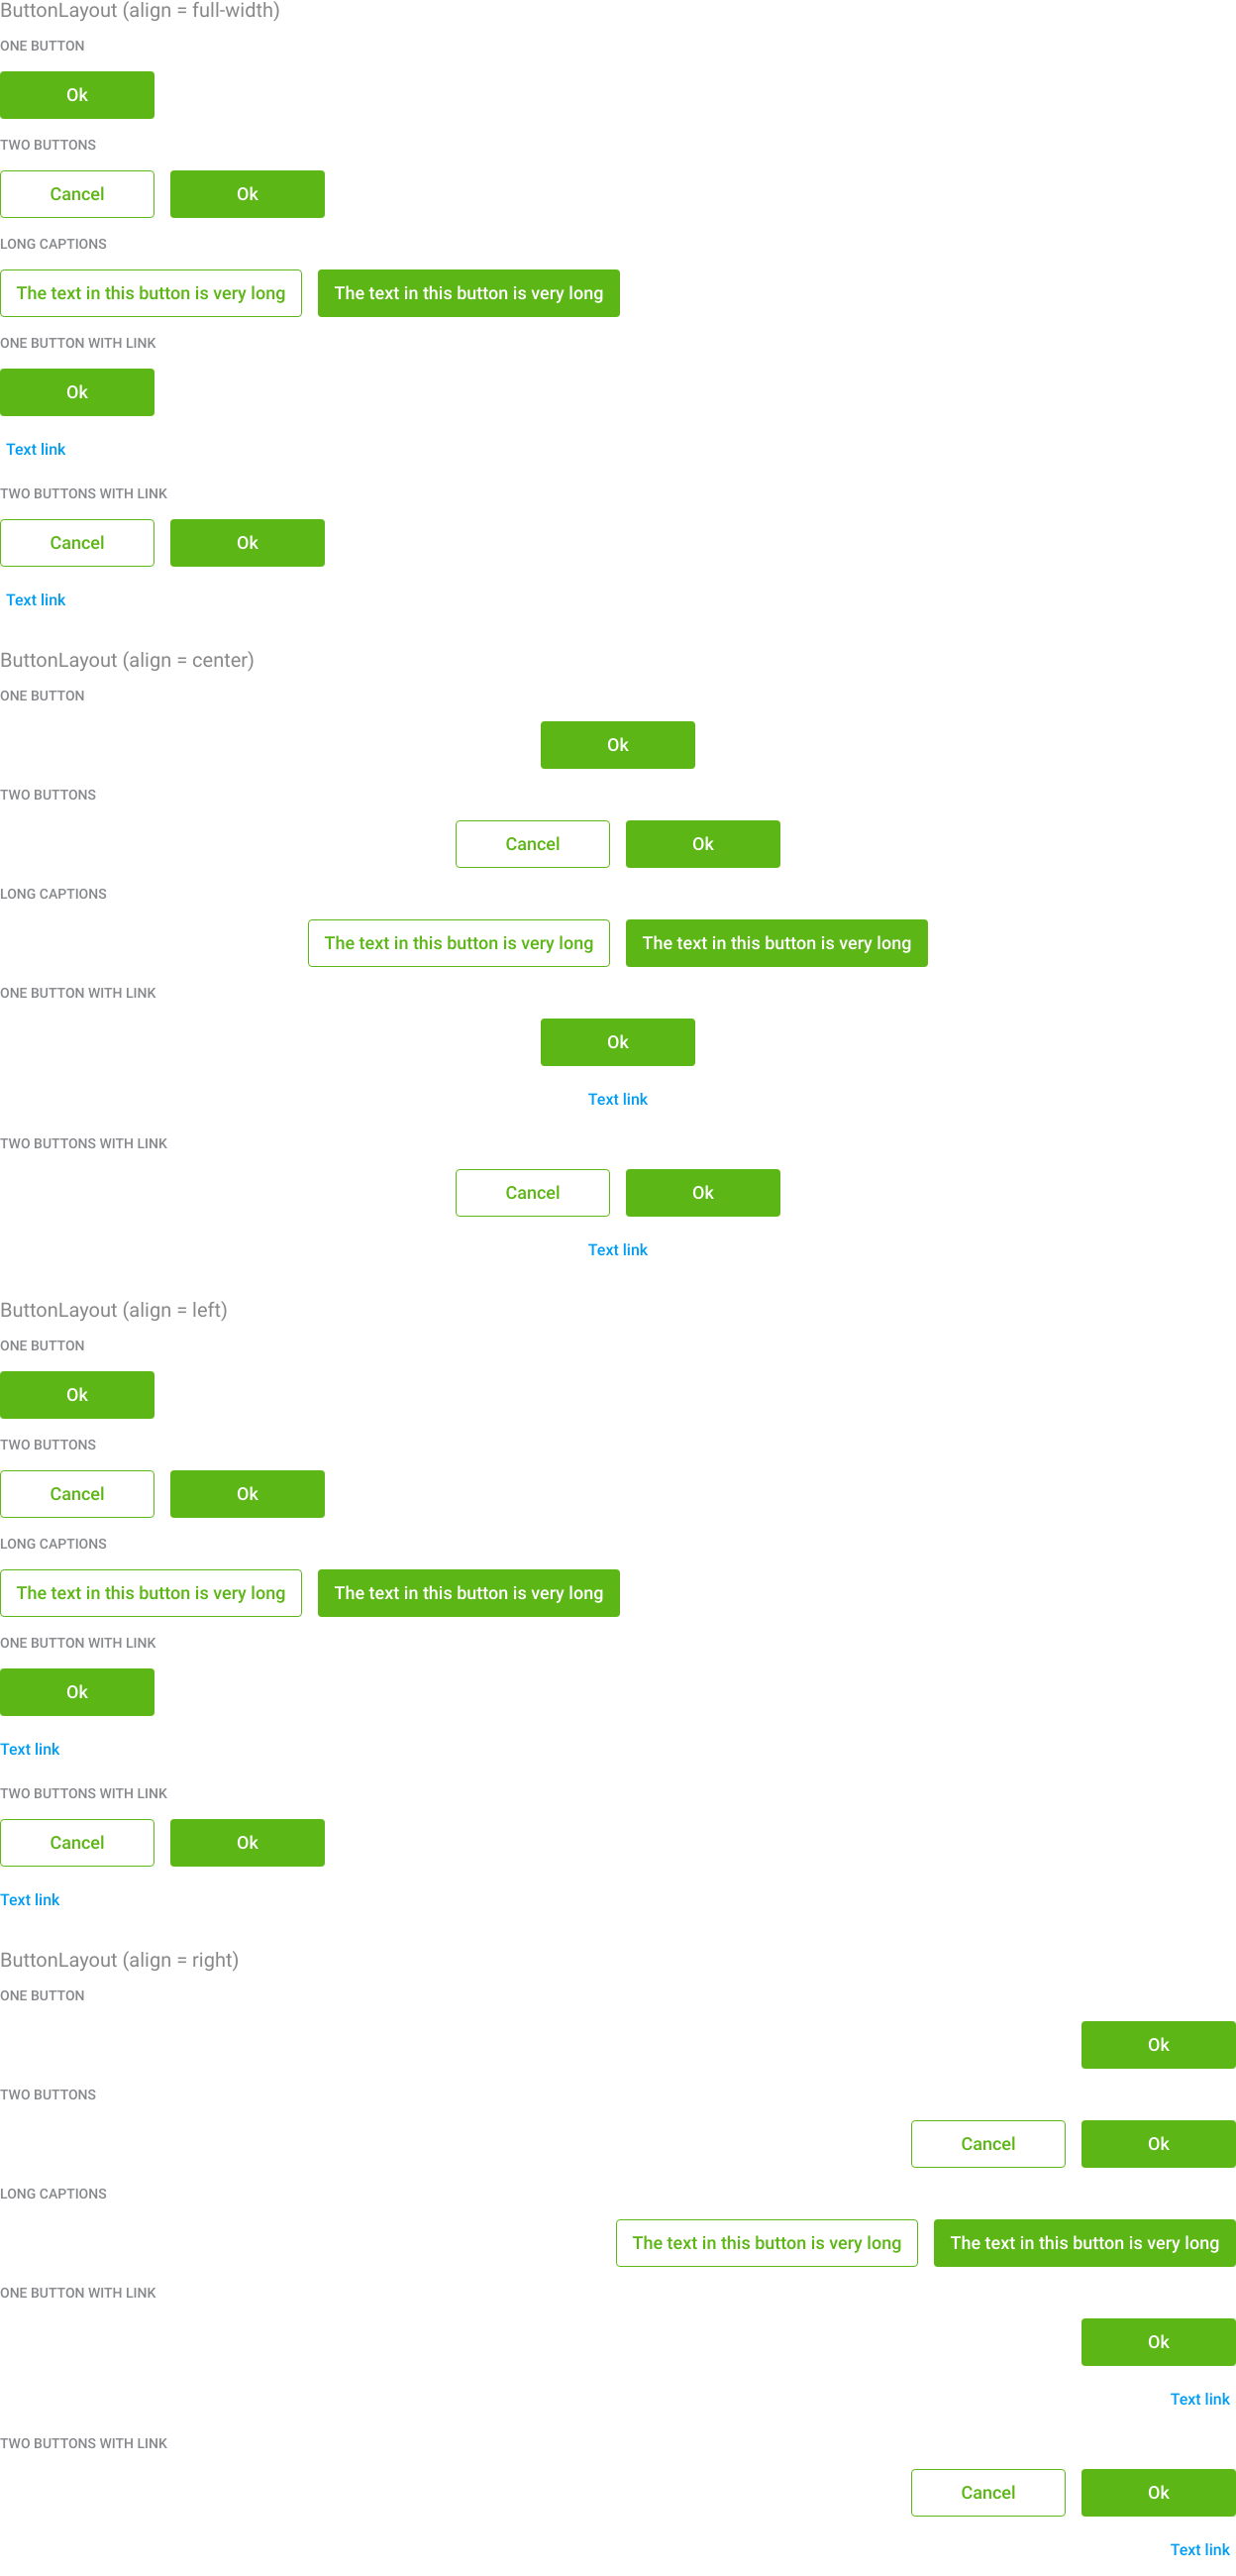 ButtonLayout (align = full-width)
ONE BUTTON
Ok
TWO BUTTONS
Cancel Ok
LONG CAPTIONS
The text in this button is very long The text in this button is very long
ONE BUTTON WITH LINK
Ok
Text link
TWO BUTTONS WITH LINK
Cancel Ok
Text link
ButtonLayout (align = center)
ONE BUTTON
Ok
TWO BUTTONS
Cancel Ok
LONG CAPTIONS
The text in this button is very long The text in this button is very long
ONE BUTTON WITH LINK
Ok
Text link
TWO BUTTONS WITH LINK
Cancel Ok
Text link
ButtonLayout (align = left)
ONE BUTTON
Ok
TWO BUTTONS
Cancel Ok
LONG CAPTIONS
The text in this button is very long The text in this button is very long
ONE BUTTON WITH LINK
Ok
Text link
TWO BUTTONS WITH LINK
Cancel Ok
Text link
ButtonLayout (align = right)
ONE BUTTON
Ok
TWO BUTTONS
Cancel Ok
LONG CAPTIONS
The text in this button is very long The text in this button is very long
ONE BUTTON WITH LINK
Ok
Text link
TWO BUTTONS WITH LINK
Cancel Ok
Text link